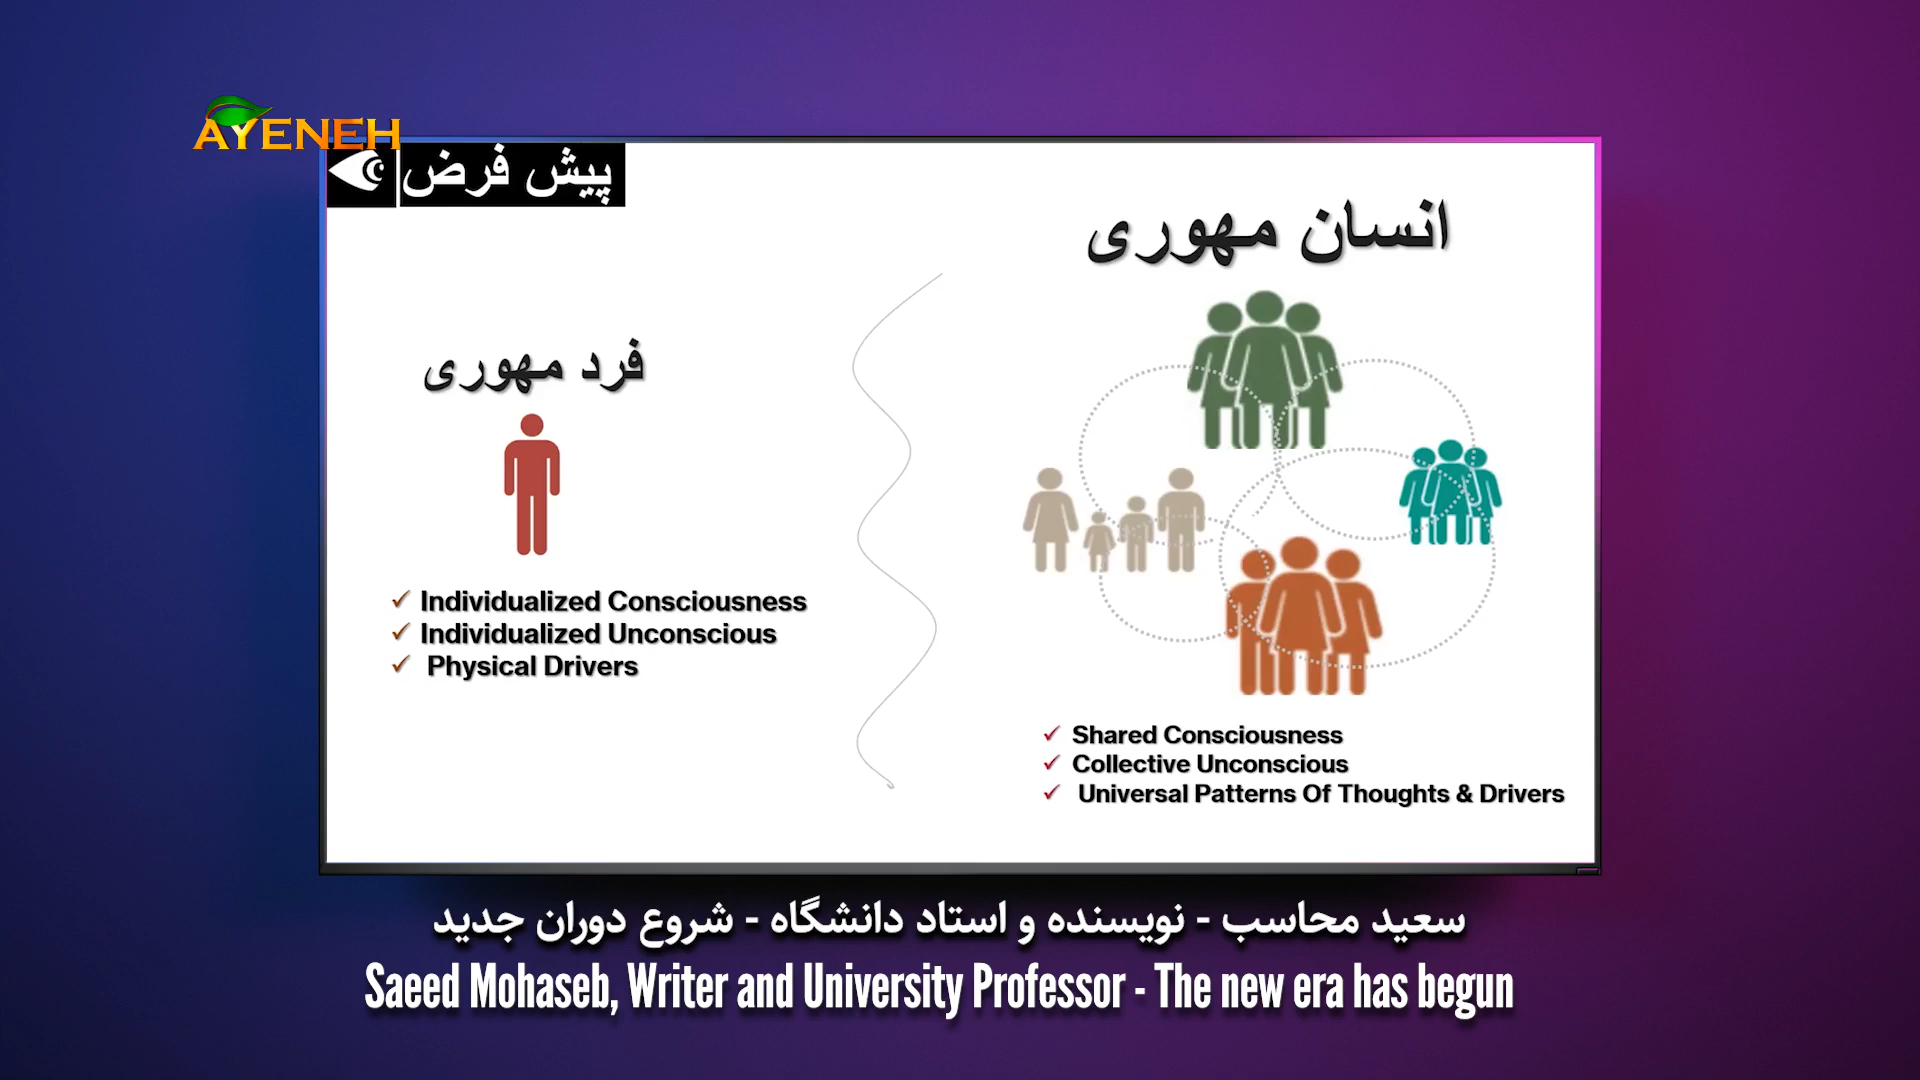 AYENEH
پیش فرض
انسان مهوری
فرد مهوری
✓ Individualized Consciousness
✓ Individualized Unconscious
✓ Physical Drivers
✓ Shared Consciousness
✓ Collective Unconscious
✓ Universal Patterns Of Thoughts & Drivers
سعید محاسب - نویسنده و استاد دانشگاه - شروع دوران جدید
Saeed Mohaseb, Writer and University Professor - The new era has begun